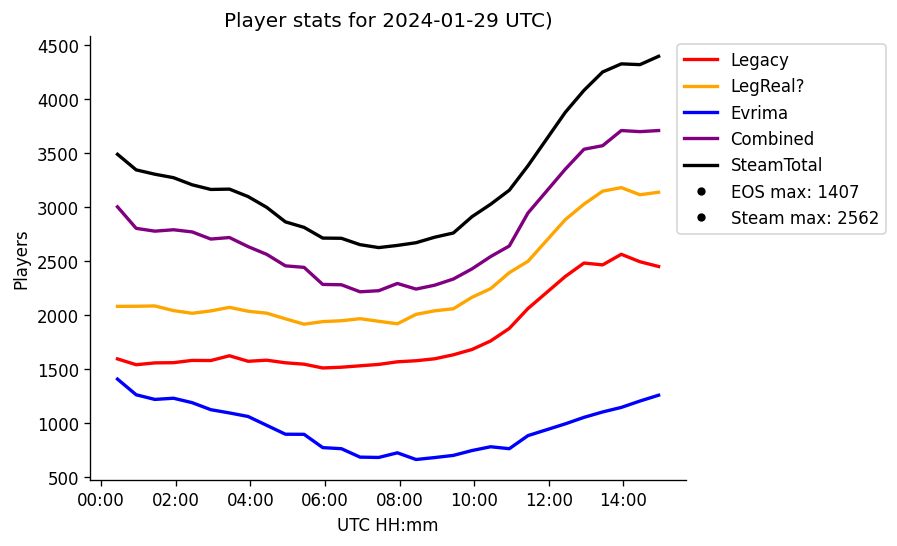 Player stats for 2024-01-29 UTC)
4500
4000
3500
3000
2500
2000
1500
1000
500
Players
00:00 02:00 04:00 06:00 08:00 10:00 12:00 14:00
UTC HH:mm
Legacy
LegReal?
Evrima
Combined
SteamTotal
EOS max: 1407
Steam max: 2562